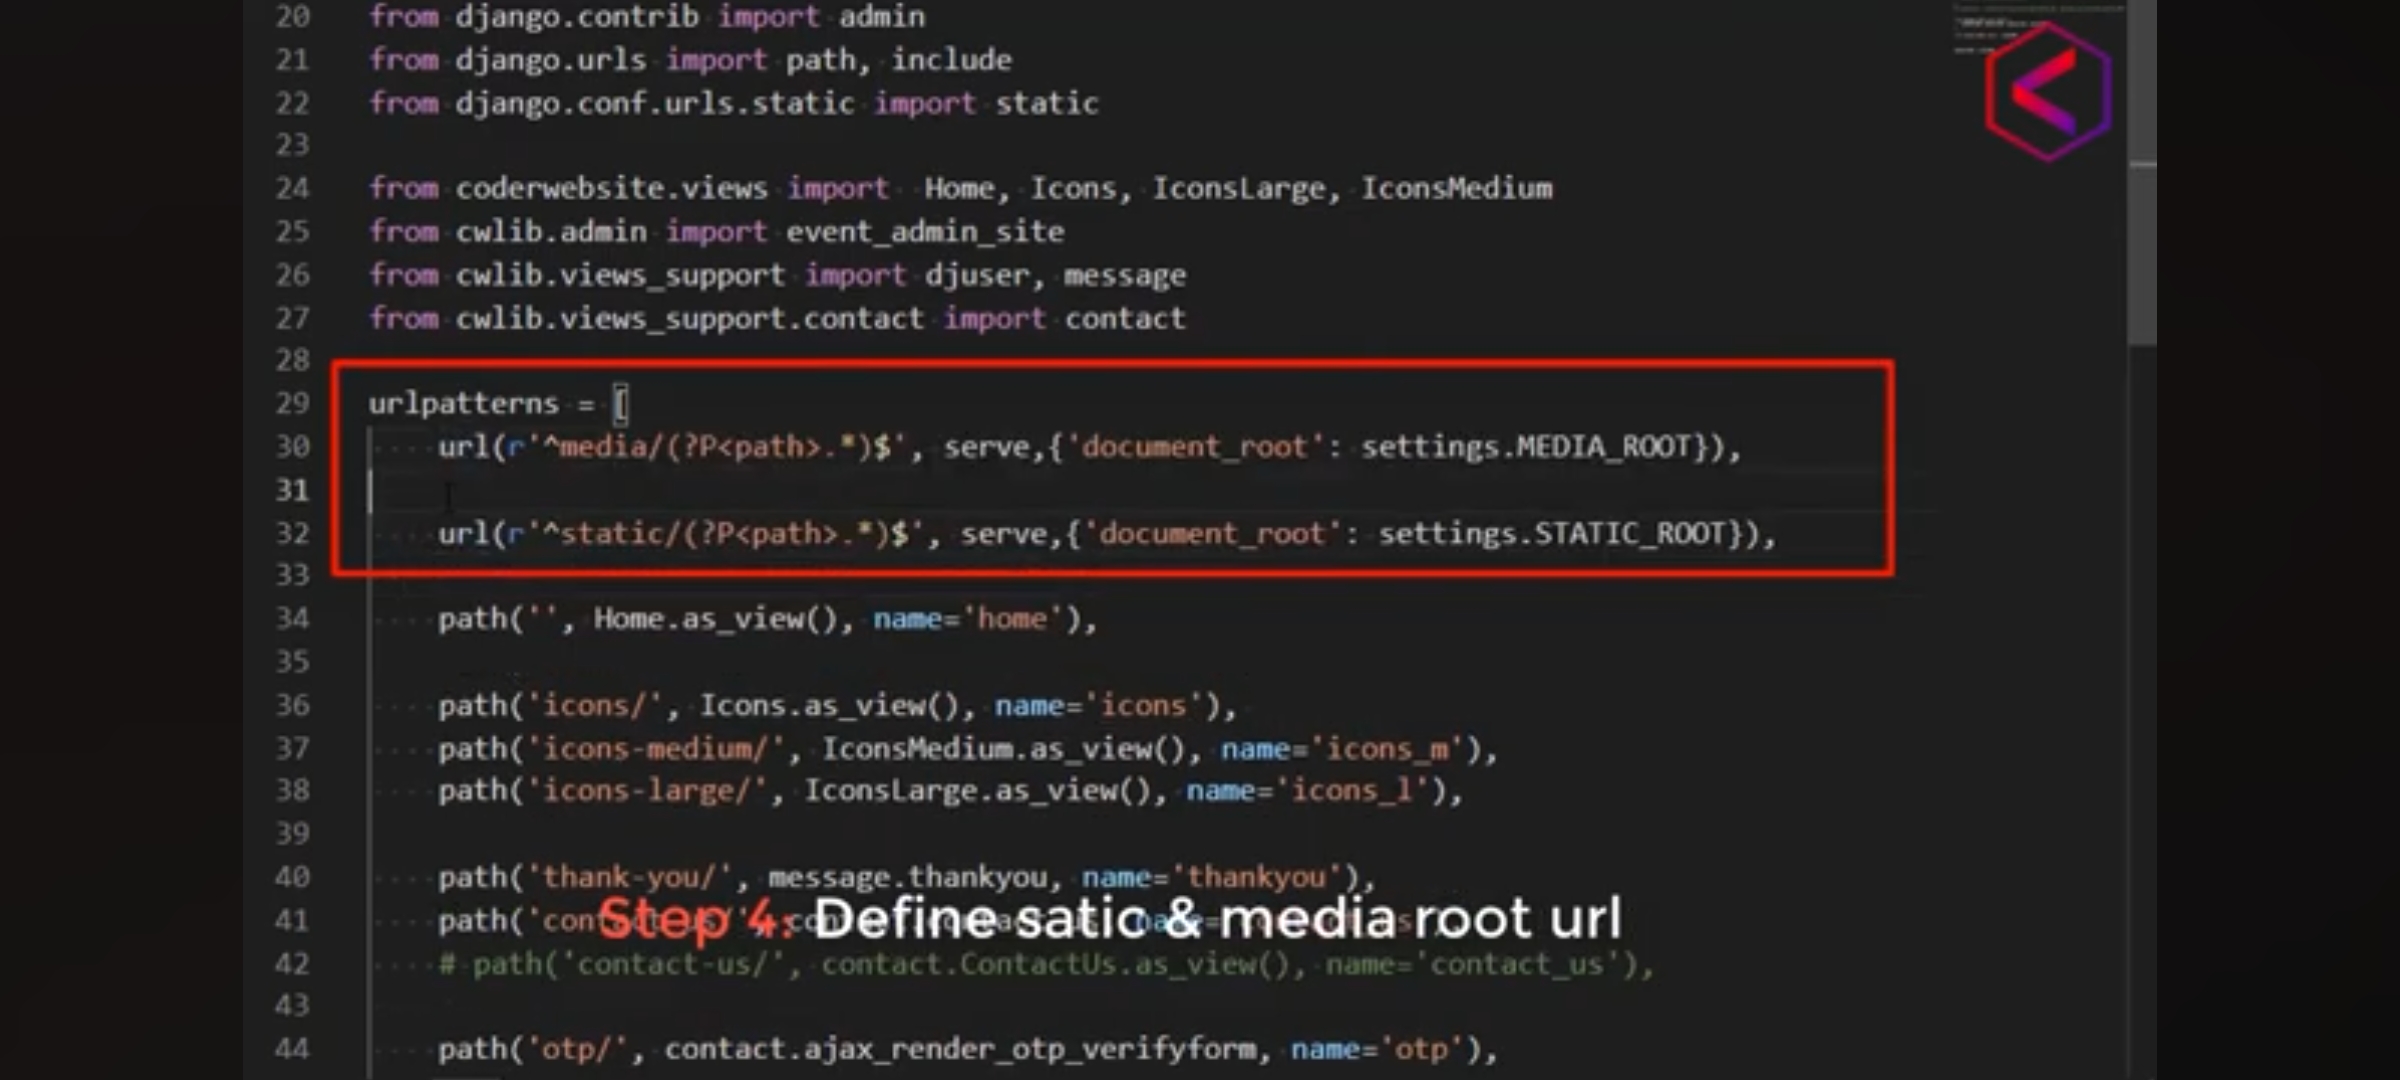 20 from django.contrib import admin
21 from django.urls import path, include
22 from django.conf.urls.static import static
23
24 from coderwebsite.views import Home, Icons, IconsLarge, IconsMedium
25 from cwlib.admin import event_admin_site
26 from cwlib.views_support import djuser, message
27 from cwlib.views_support.contact import contact
28
29 urlpatterns = [
30 url(r'^media/(?P<path>.*)$', serve,{'document_root': settings.MEDIA_ROOT}),
31
32 url(r'^static/(?P<path>.*)$', serve,{'document_root': settings.STATIC_ROOT}),
33
34 path('', Home.as_view(), name='home'),
35
36 path('icons/', Icons.as_view(), name='icons'),
37 path('icons-medium/', IconsMedium.as_view(), name='icons_m'),
38 path('icons-large/', IconsLarge.as_view(), name='icons_l'),
39
40 path('thank-you/', message.thankyou, name='thankyou'),
41 path('con
Step 4: Define satic & media root url
42 # path('contact-us/', contact.ContactUs.as_view(), name='contact_us'),
43
44 path('otp/', contact.ajax_render_otp_verifyform, name='otp'),